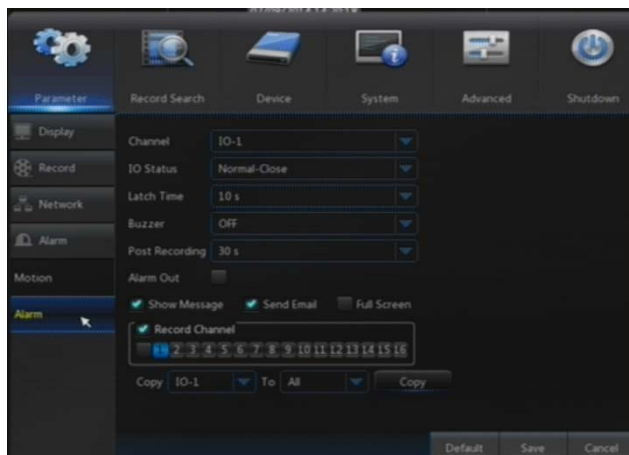 Parameter Record Search Device System Advanced Shutdown
Display
Record
Network
Alarm
Motion
Alarm
Channel IO-1
IO Status Normal-Close
Latch Time 10 s
Buzzer OFF
Post Recording 30 s
Alarm Out
Show Message Send Email Full Screen
Record Channel
1 2 3 4 5 6 7 8 9 10 11 12 13 14 15 16
Copy IO-1 To All Copy
Default Save Cancel